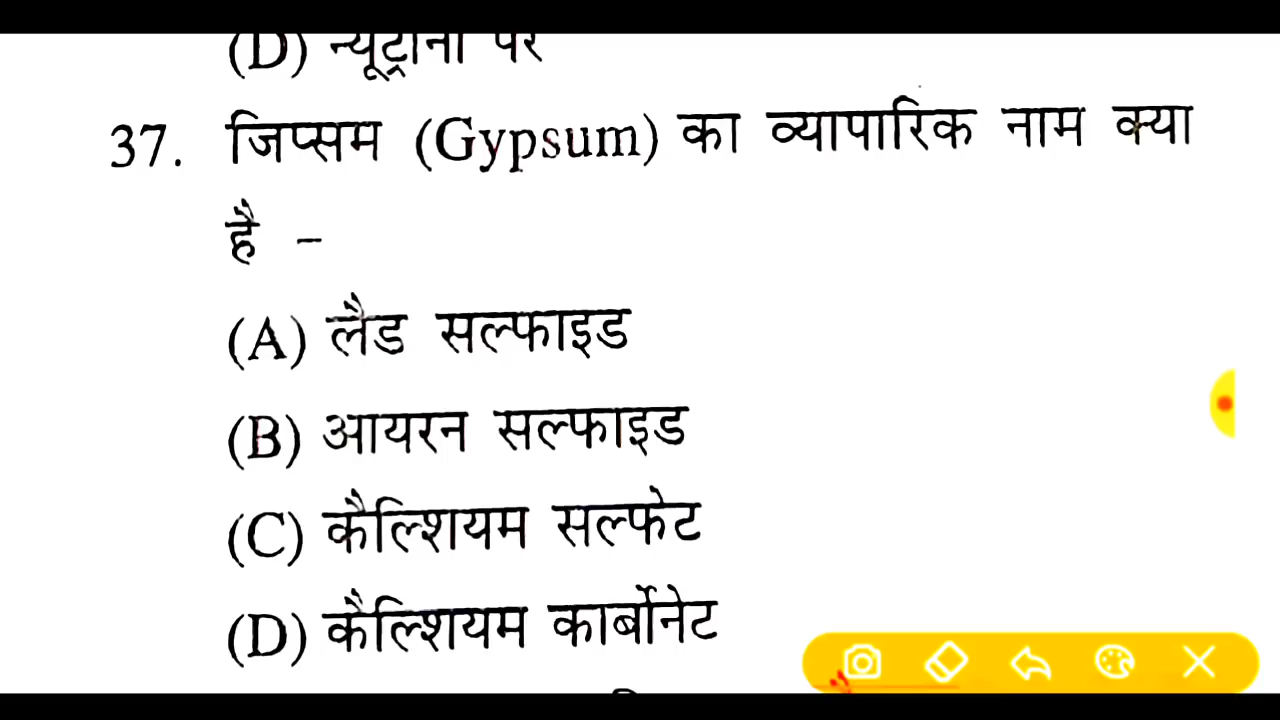 (D) न्यूट्रॉनों पर
37. जिप्सम (Gypsum) का व्यापारिक नाम क्या
है –
(A) लैड सल्फाइड
(B) आयरन सल्फाइड
(C) कैल्शियम सल्फेट
(D) कैल्शियम कार्बोनेट